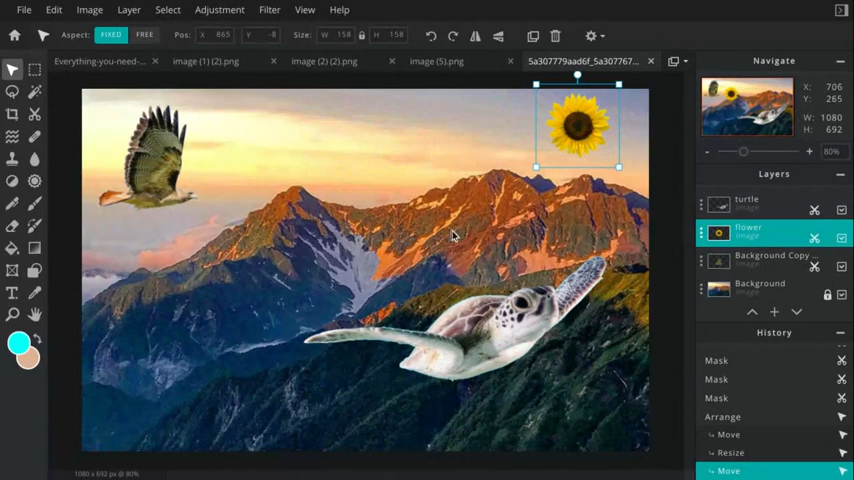 File Edit Image Layer Select Adjustment Filter View Help
Aspect: FIXED FREE Pos: X 865 Y -8 Size: W 158 H 158
Everything-you-need-... image (1) (2).png image (2) (2).png image (5).png 5a307779aad6f_5a307767...
Navigate
X: 706
Y: 265
W: 1080
H: 692
80%
Layers
turtle
Image
flower
Image
Background Copy ...
Image
Background
Image
History
Mask
Mask
Mask
Arrange
Move
Resize
Move
1080 x 692 px @ 80%